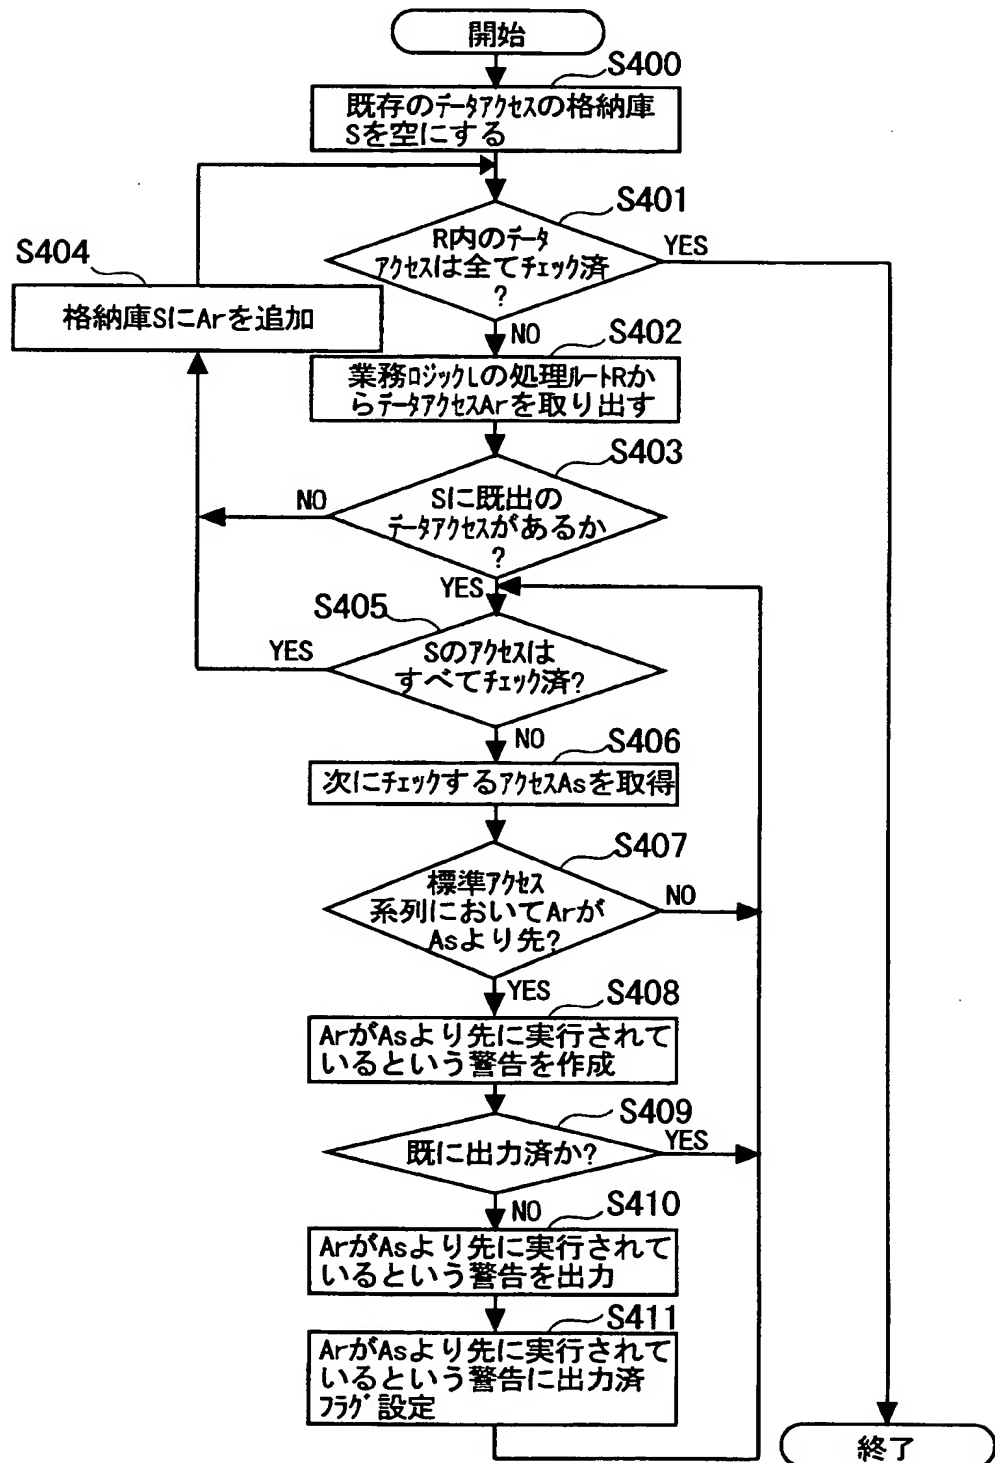 開始
S400
既存のデータアクセスの格納庫
Sを空にする
S401
R内のデータ
アクセスは全てチェック済
?
YES
S404
格納庫SにArを追加
NO
S402
業務ロジックLの処理ルートRか
らデータアクセスArを取り出す
S403
NO
Sに既出の
データアクセスがあるか
?
YES
S405
YES
Sのアクセスは
すべてチェック済?
NO
S406
次にチェックするアクセスAsを取得
S407
標準アクセス
系列においてArが
Asより先?
NO
YES
S408
ArがAsより先に実行されて
いるという警告を作成
S409
既に出力済か?
YES
NO
S410
ArがAsより先に実行されて
いるという警告を出力
S411
ArがAsより先に実行されて
いるという警告に出力済
フラグ設定
終了